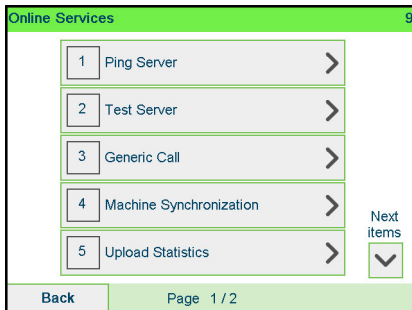 Online Services 9
1 Ping Server
2 Test Server
3 Generic Call
4 Machine Synchronization
5 Upload Statistics
Next
items
Back Page 1 / 2